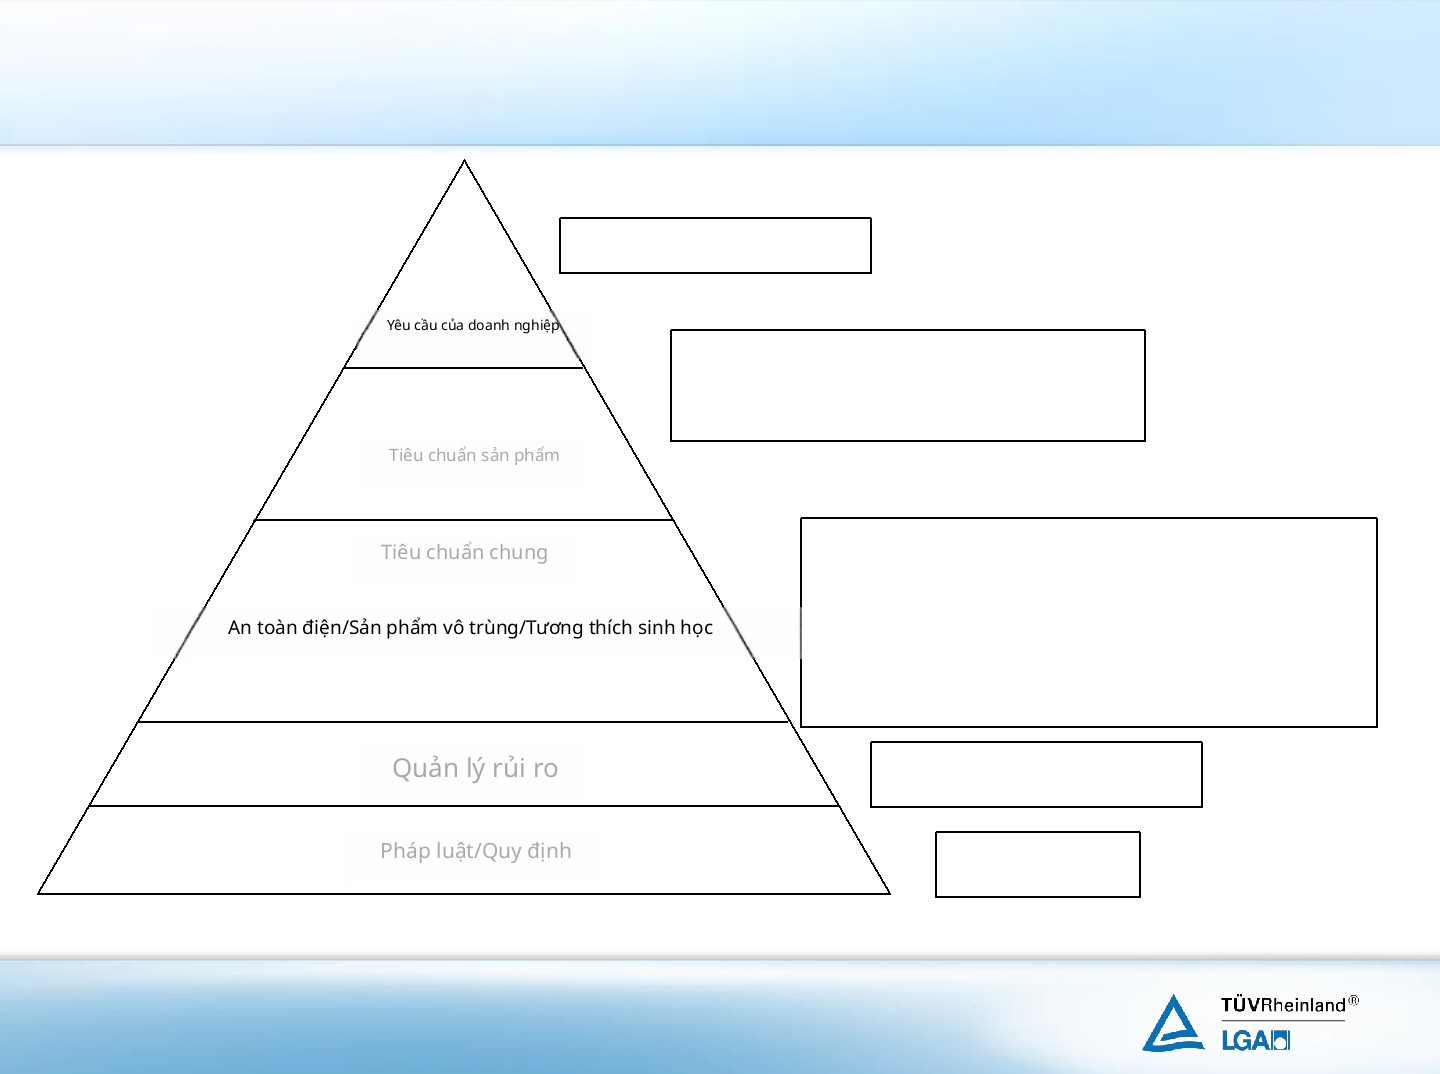 Yêu cầu của doanh nghiệp
Tiêu chuẩn sản phẩm
Tiêu chuẩn chung
An toàn điện/Sản phẩm vô trùng/Tương thích sinh học
Quản lý rủi ro
Pháp luật/Quy định
TÜVRheinland®
LGA